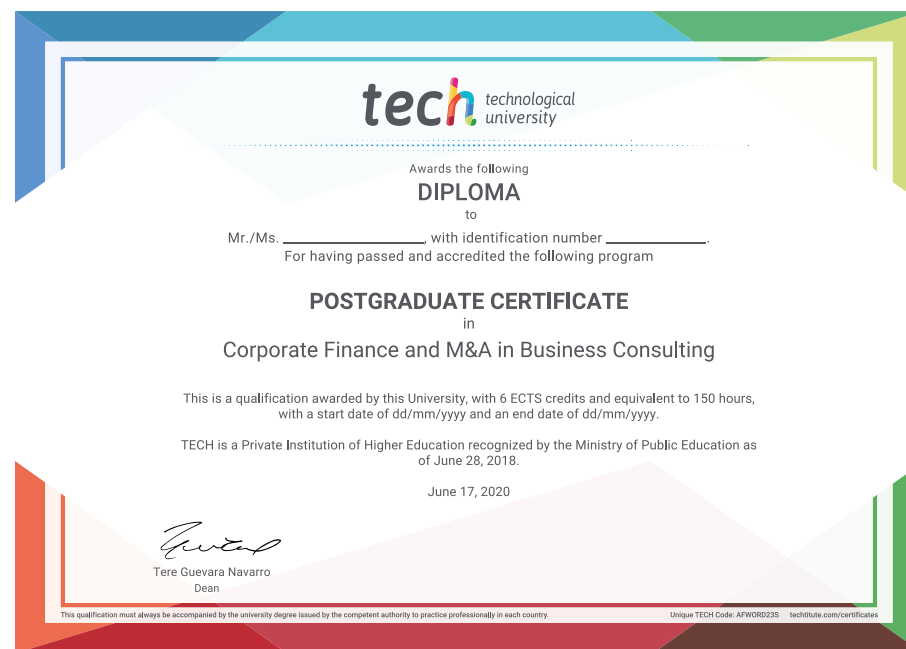 tech technological
university
Awards the following
DIPLOMA
to
Mr./Ms. ____________________, with identification number ______________.
For having passed and accredited the following program
POSTGRADUATE CERTIFICATE
in
Corporate Finance and M&A in Business Consulting
This is a qualification awarded by this University, with 6 ECTS credits and equivalent to 150 hours,
with a start date of dd/mm/yyyy and an end date of dd/mm/yyyy.
TECH is a Private Institution of Higher Education recognized by the Ministry of Public Education as
of June 28, 2018.
June 17, 2020
Tere Guevara Navarro
Dean
This qualification must always be accompanied by the university degree issued by the competent authority to practice professionally in each country.
Unique TECH Code: AFWORD23S techtitute.com/certificates